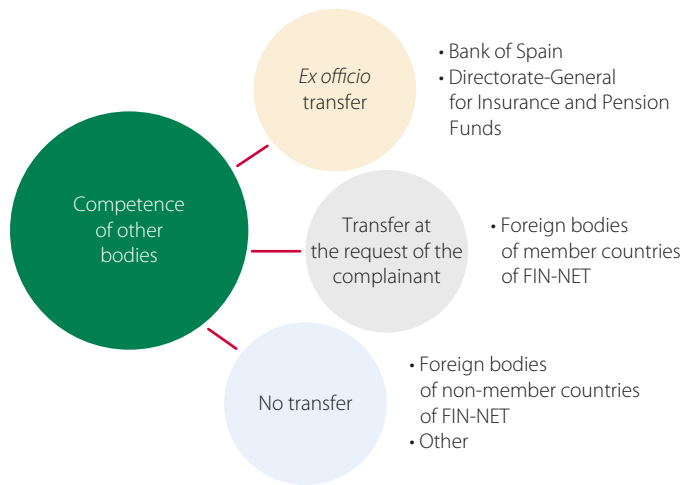 Competence
of other
bodies
Ex officio
transfer
• Bank of Spain
• Directorate-General
for Insurance and Pension
Funds
Transfer at
the request of the
complainant
• Foreign bodies
of member countries
of FIN-NET
No transfer
• Foreign bodies
of non-member countries
of FIN-NET
• Other